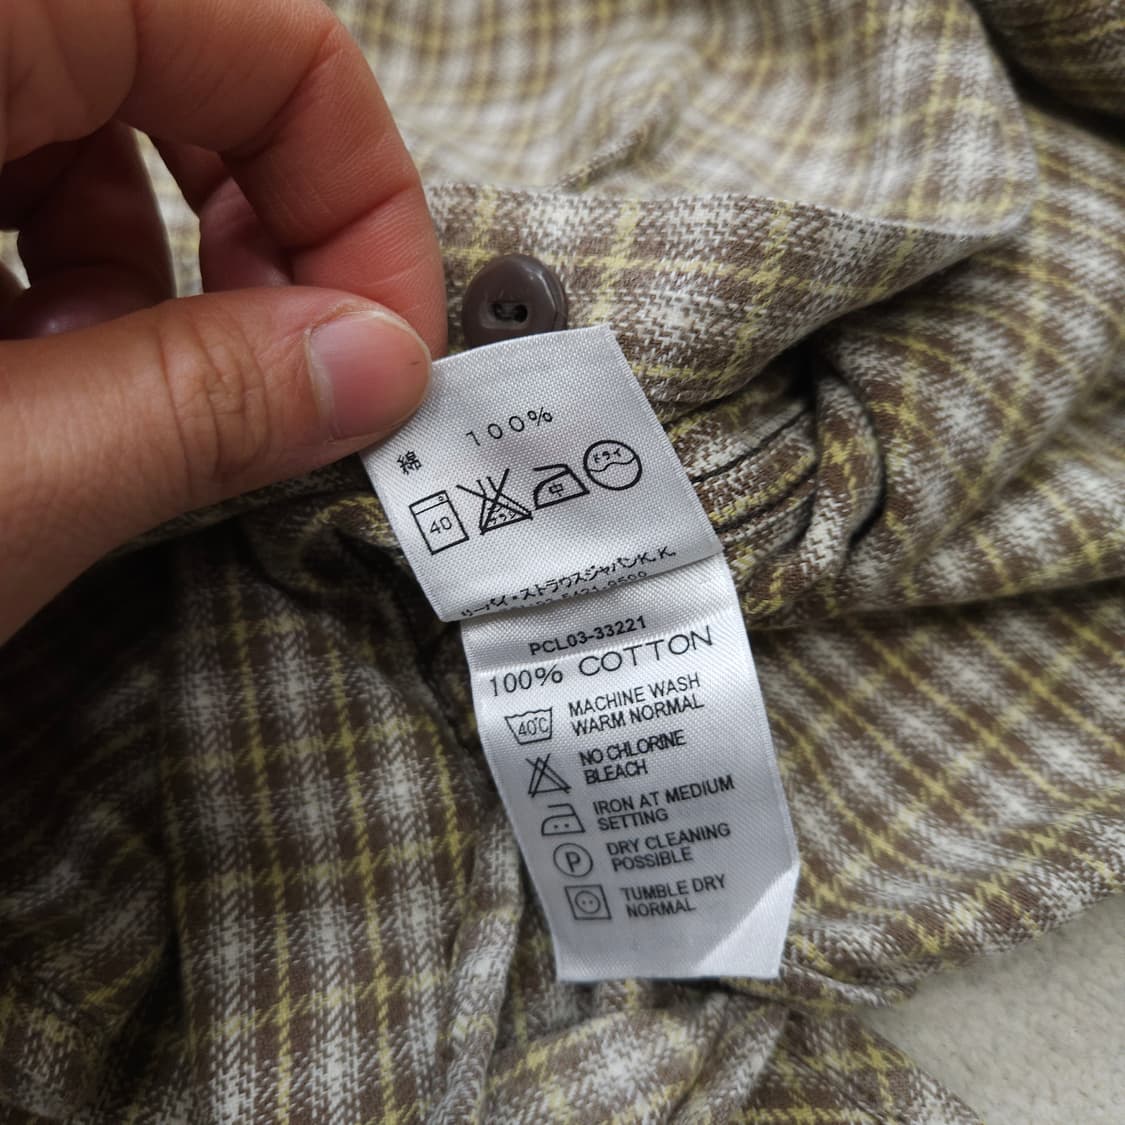 100%
綿
40
中
ドライ
リーバイ・ストラウスジャパンK.K.
PCL03-33221
100% COTTON
40℃ MACHINE WASH
WARM NORMAL
NO CHLORINE
BLEACH
IRON AT MEDIUM
SETTING
P DRY CLEANING
POSSIBLE
TUMBLE DRY
NORMAL